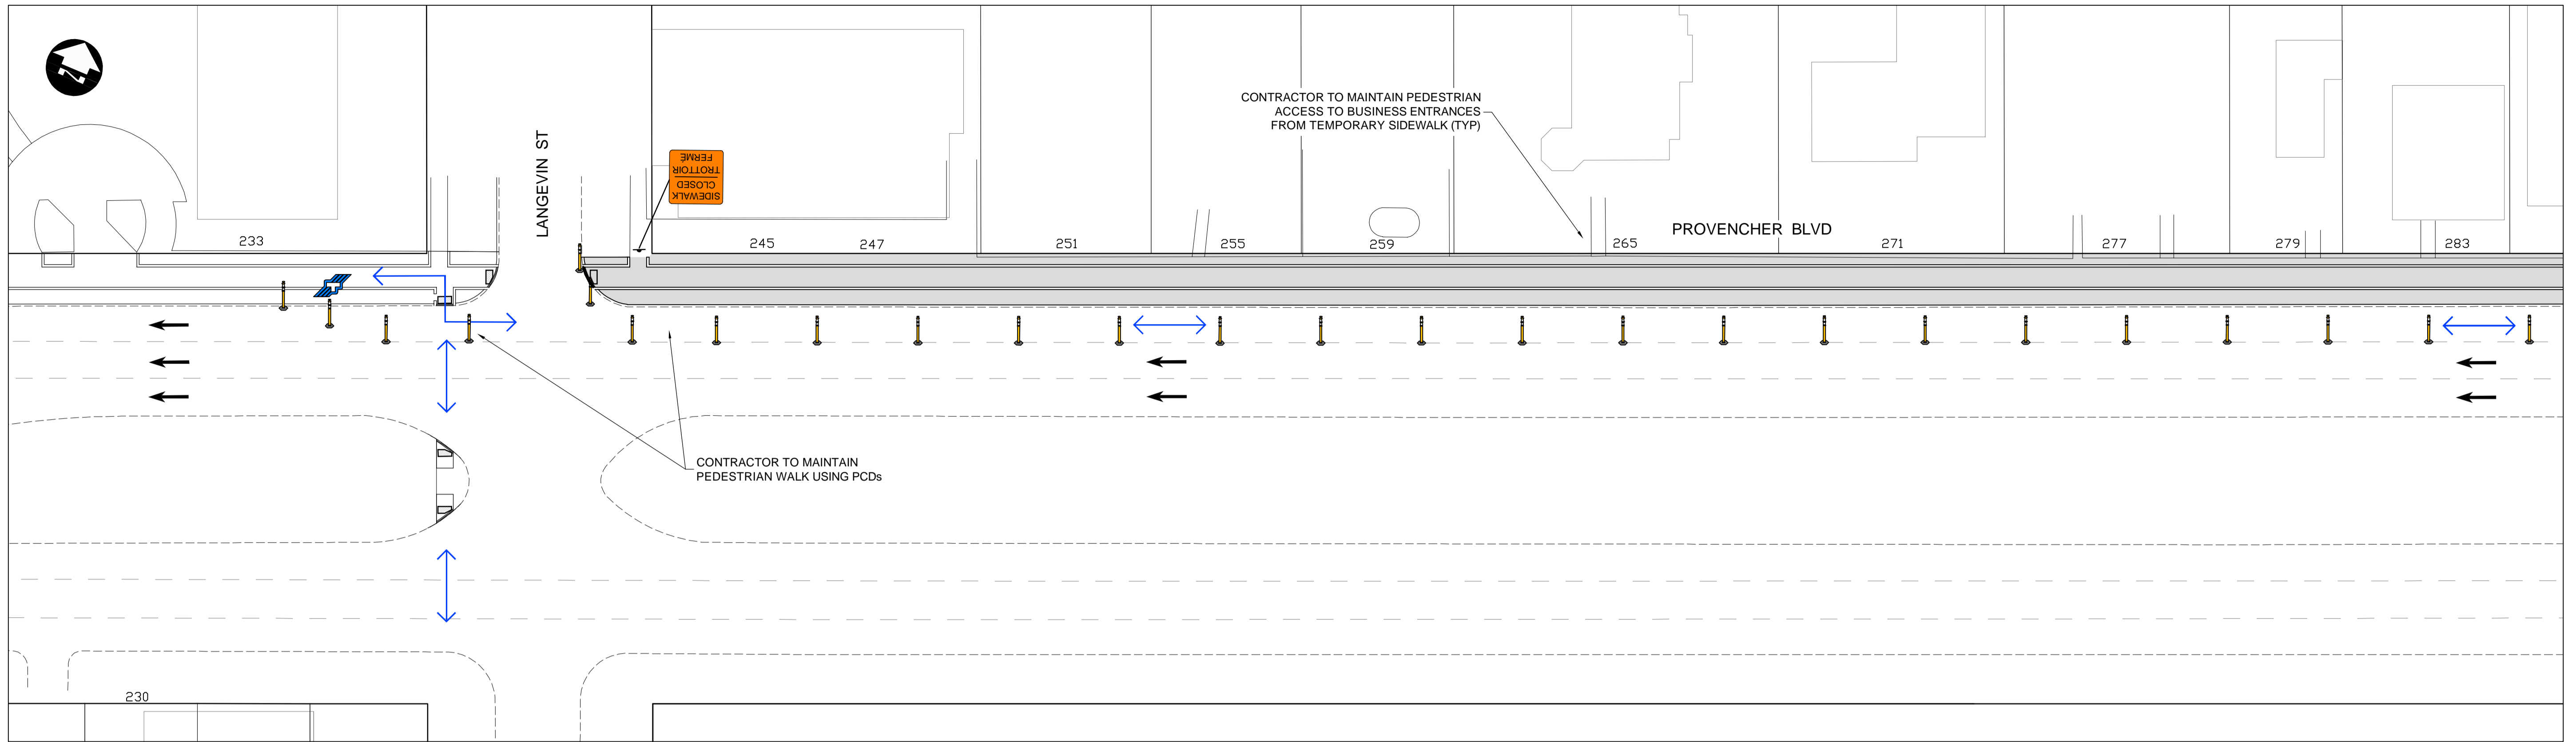 CONTRACTOR TO MAINTAIN PEDESTRIAN
ACCESS TO BUSINESS ENTRANCES
FROM TEMPORARY SIDEWALK (TYP)
LANGEVIN ST
SIDEWALK
CLOSED
TROTTOIR
FERMÉ
PROVENCHER BLVD
233
245
247
251
255
259
265
271
277
279
283
CONTRACTOR TO MAINTAIN
PEDESTRIAN WALK USING PCDs
230